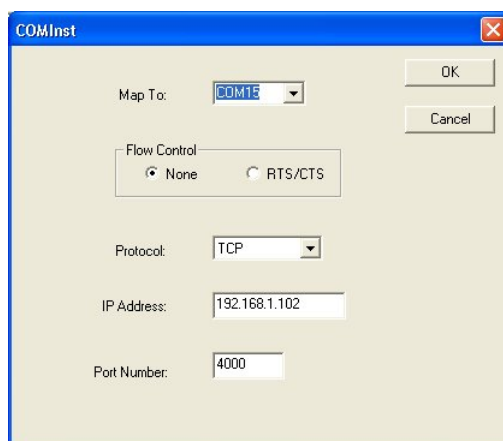 COMInst
Map To: COM15
OK
Cancel
Flow Control
None RTS/CTS
Protocol: TCP
IP Address: 192.168.1.102
Port Number: 4000